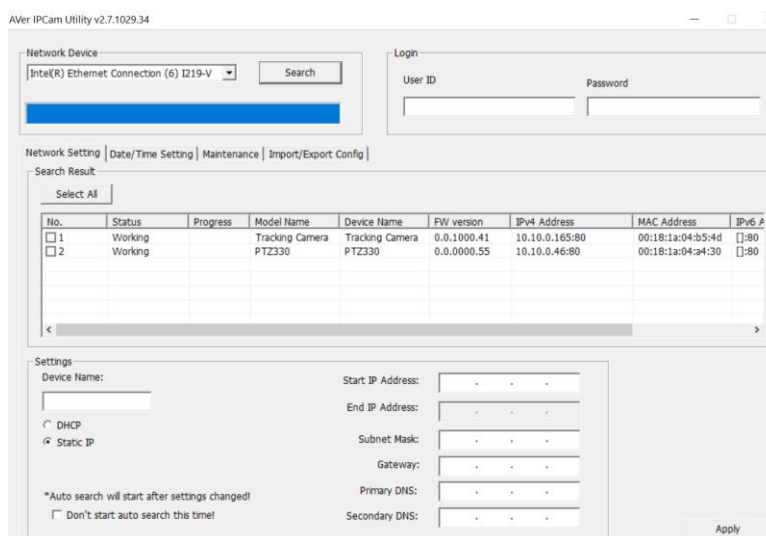 AVer IPCam Utility v2.7.1029.34
Network Device
Intel(R) Ethernet Connection (6) I219-V
Search
Login
User ID
Password
Network Setting
Date/Time Setting
Maintenance
Import/Export Config
Search Result
Select All
No. Status Progress Model Name Device Name FW version IPv4 Address MAC Address IPv6 A
1 Working Tracking Camera Tracking Camera 0.0.1000.41 10.10.0.165:80 00:18:1a:04:b5:4d []:80
2 Working PTZ330 PTZ330 0.0.0000.55 10.10.0.46:80 00:18:1a:04:a4:30 []:80
Settings
Device Name:
DHCP
Static IP
*Auto search will start after settings changed!
Don't start auto search this time!
Start IP Address:
End IP Address:
Subnet Mask:
Gateway:
Primary DNS:
Secondary DNS:
Apply